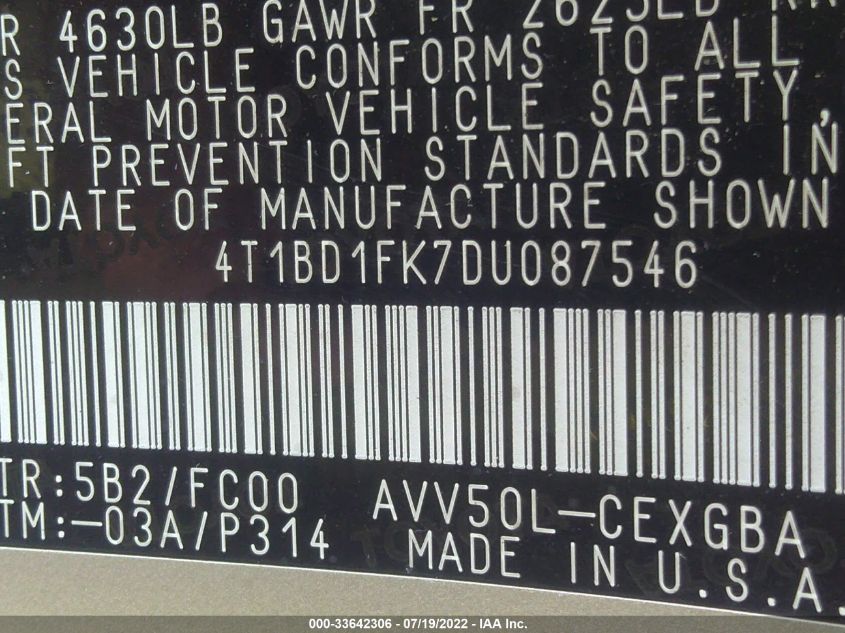 R 4630LB GAWR FR 2625LB
S VEHICLE CONFORMS TO ALL
ERAL MOTOR VEHICLE SAFETY,
FT PREVENTION STANDARDS IN
DATE OF MANUFACTURE SHOWN
4T1BD1FK7DU087546
TR:5B2/FC00 AVV50L-CEXGBA
TM:-03A/P314 MADE IN U.S.A.
000-33642306 / 07/19/2022 - IAA Inc.